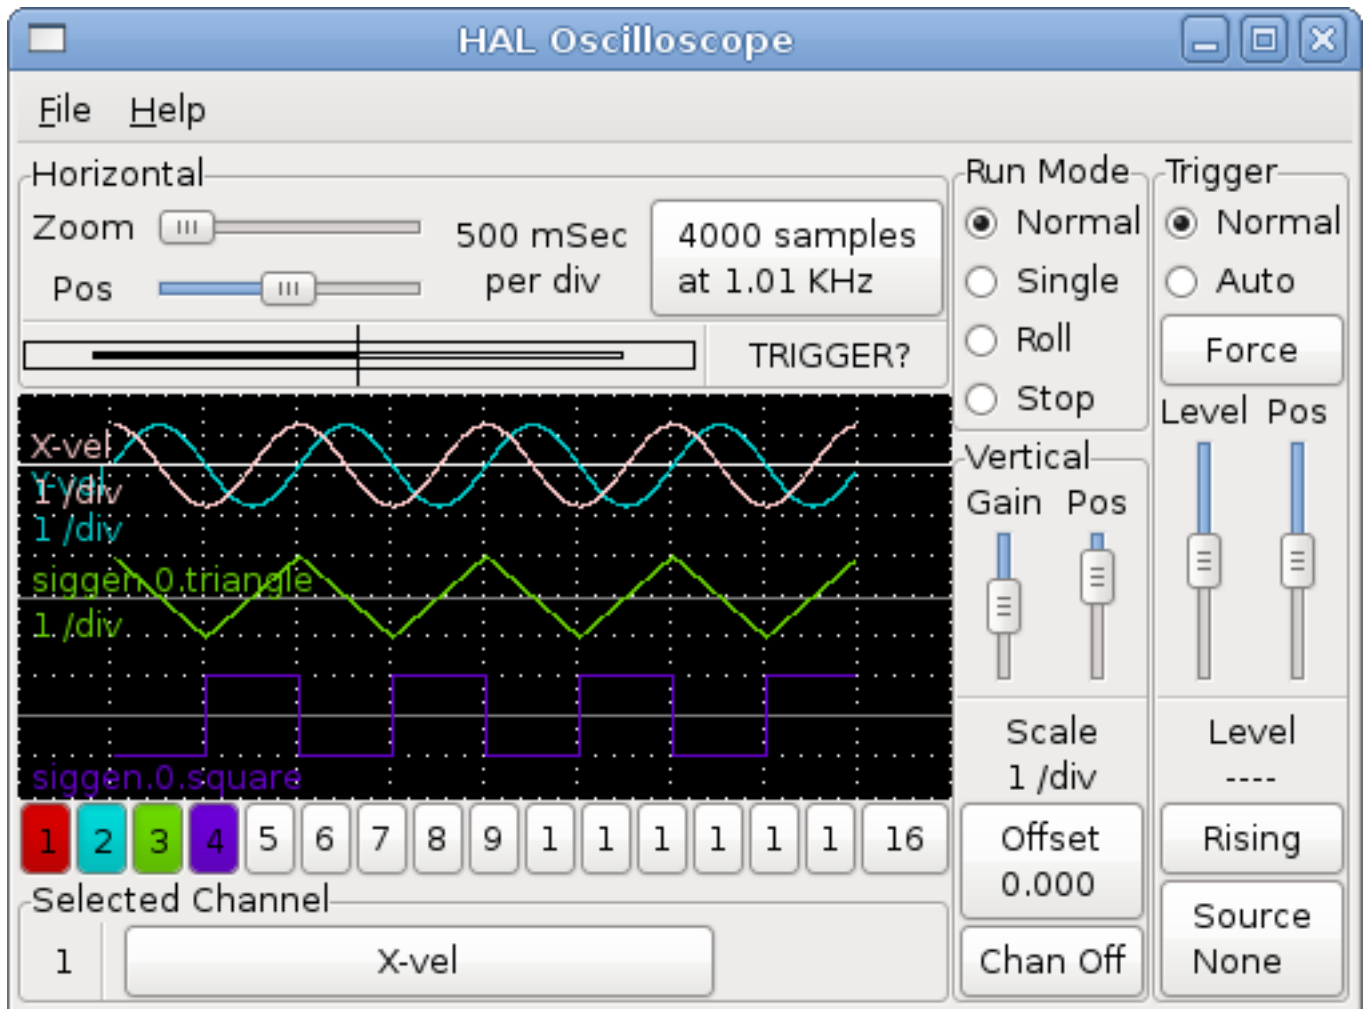 HAL Oscilloscope
File Help
Horizontal
Zoom
Pos
500 mSec
per div
4000 samples
at 1.01 KHz
TRIGGER?
Run Mode
Normal
Single
Roll
Stop
Trigger
Normal
Auto
Force
Level Pos
X-vel
Y-vel
1 /div
1 /div
siggen.0.triangle
1 /div
siggen.0.square
Vertical
Gain Pos
Scale
1 /div
Offset
0.000
Chan Off
Level
----
Rising
Source
None
1 2 3 4 5 6 7 8 9 1 1 1 1 1 1 16
Selected Channel
1 X-vel